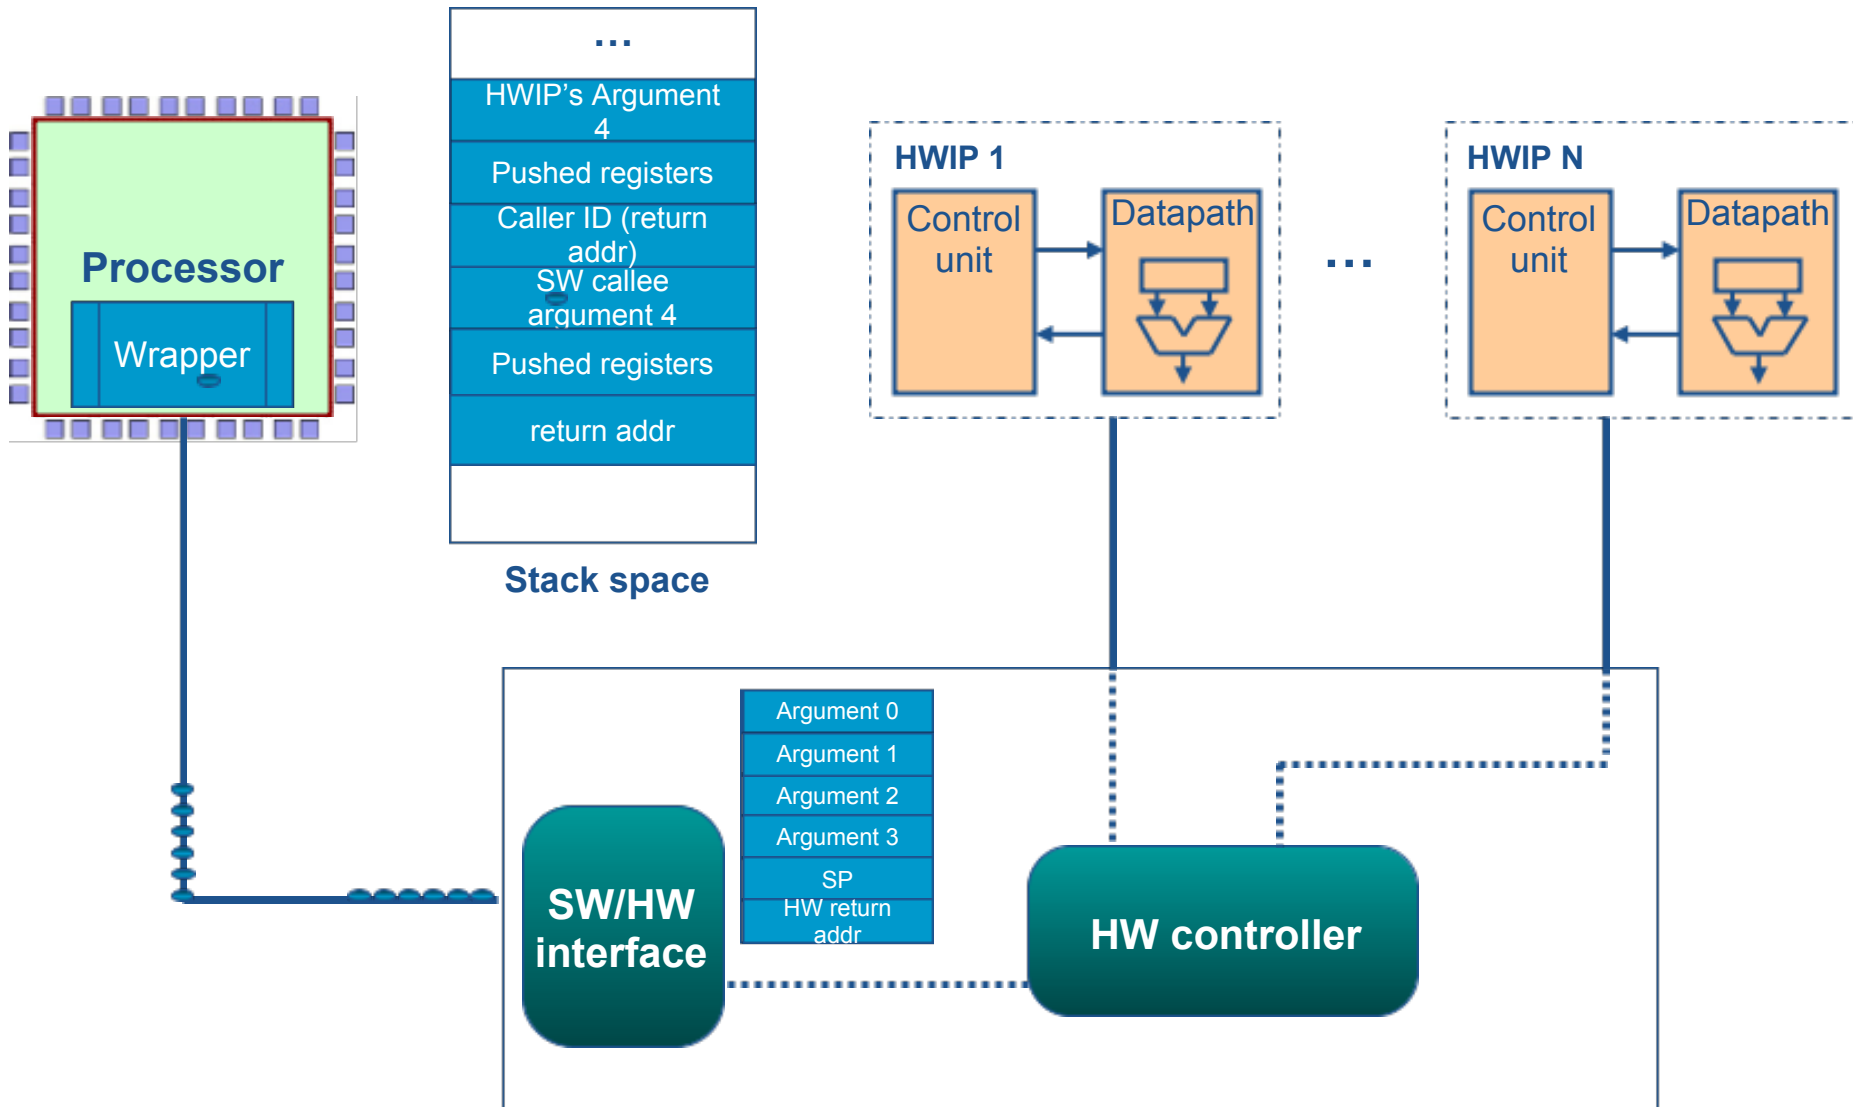 ...
HWIP's Argument
4
Pushed registers
Caller ID (return
addr)
SW callee
argument 4
Pushed registers
return addr
Stack space
Processor
Wrapper
HWIP 1
Control
unit
Datapath
...
HWIP N
Control
unit
Datapath
Argument 0
Argument 1
Argument 2
Argument 3
SP
HW return
addr
SW/HW
interface
HW controller